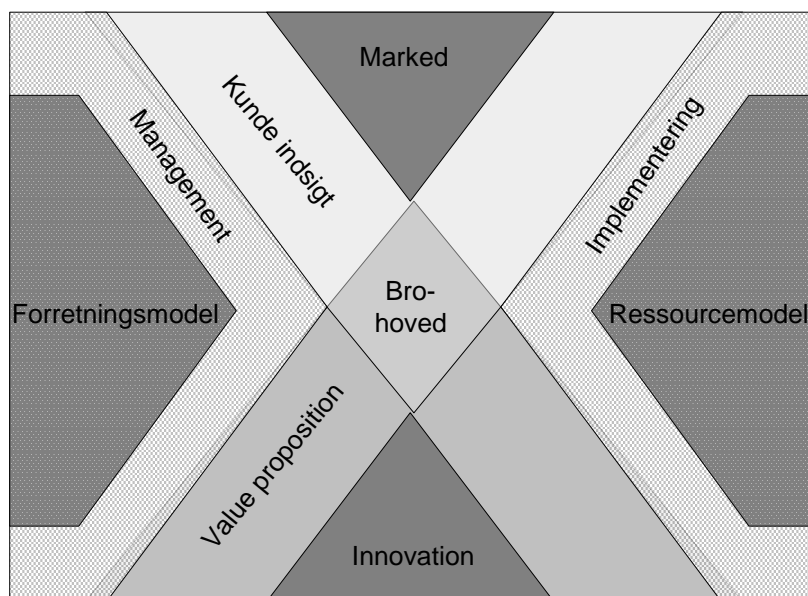 Marked
Kunde indsigt
Management
Implementering
Forretningsmodel
Bro-
hoved
Ressourcemodel
Value proposition
Innovation